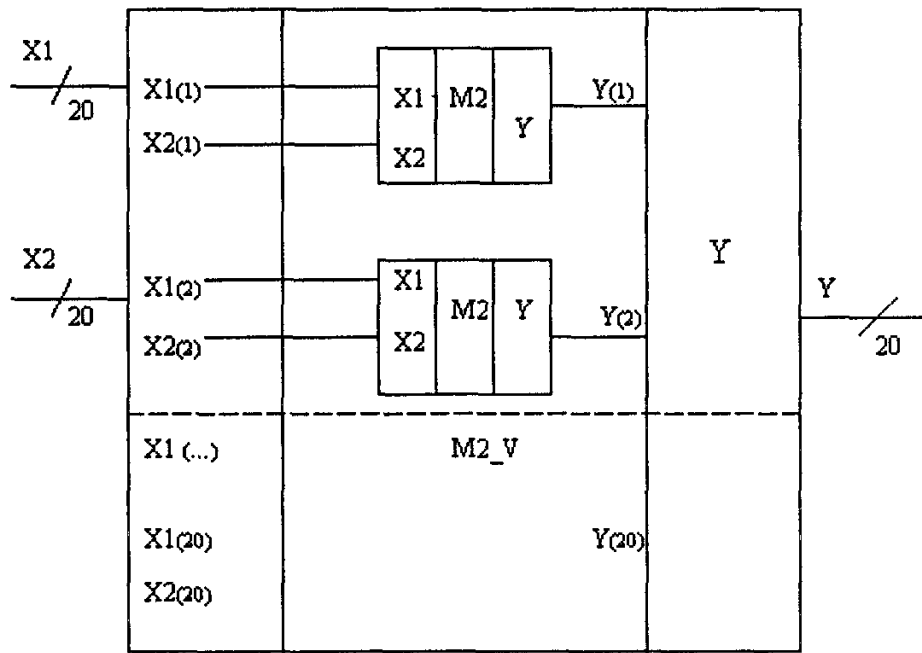 X1
20
X1(1)
X2(1)
X1 M2
X2
Y
Y(1)
X2
20
X1(2)
X2(2)
X1
M2 Y
X2
Y(2)
Y
Y
20
X1 (...)
M2_V
X1(20)
Y(20)
X2(20)